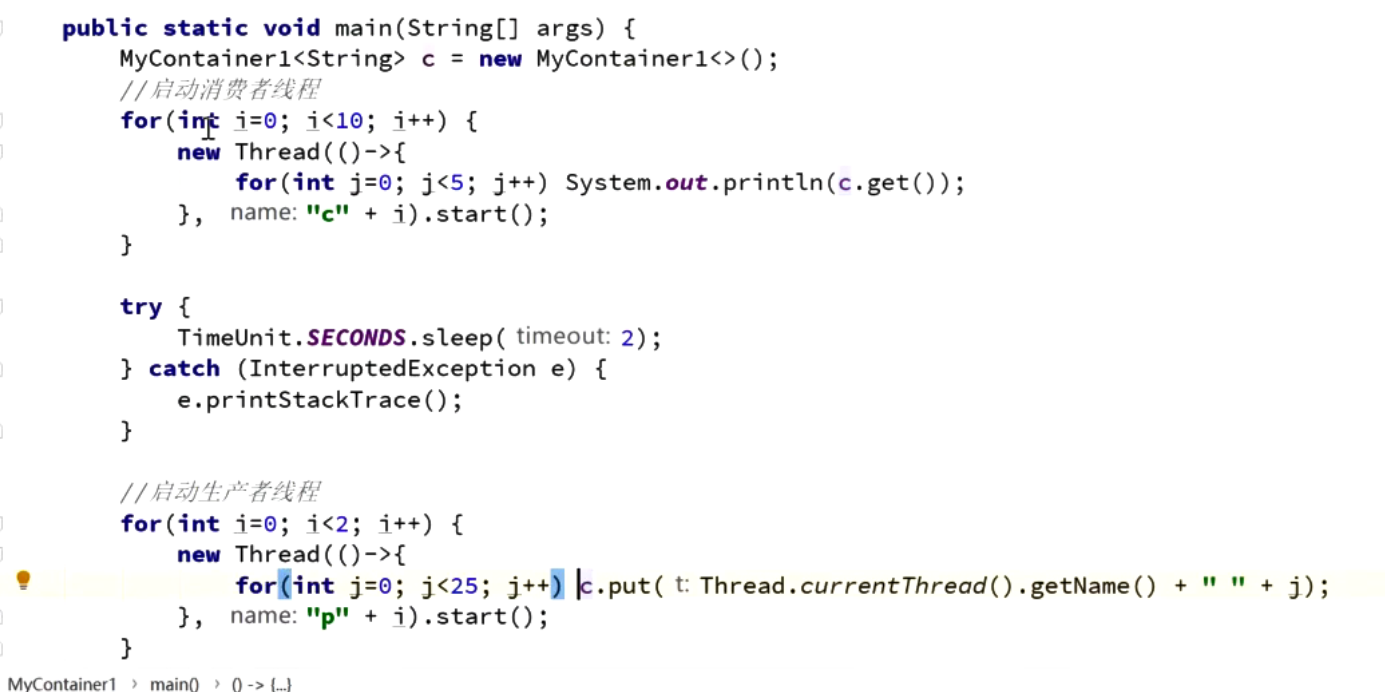 public static void main(String[] args) {
MyContainer1<String> c = new MyContainer1<>();
//启动消费者线程
for(int i=0; i<10; i++) {
new Thread(()->{
for(int j=0; j<5; j++) System.out.println(c.get());
}, name: "c" + i).start();
}
try {
TimeUnit.SECONDS.sleep( timeout: 2);
} catch (InterruptedException e) {
e.printStackTrace();
}
//启动生产者线程
for(int i=0; i<2; i++) {
new Thread(()->{
for(int j=0; j<25; j++) c.put( t: Thread.currentThread().getName() + " " + j);
}, name: "p" + i).start();
}
MyContainer1 › main() › () -> {...}